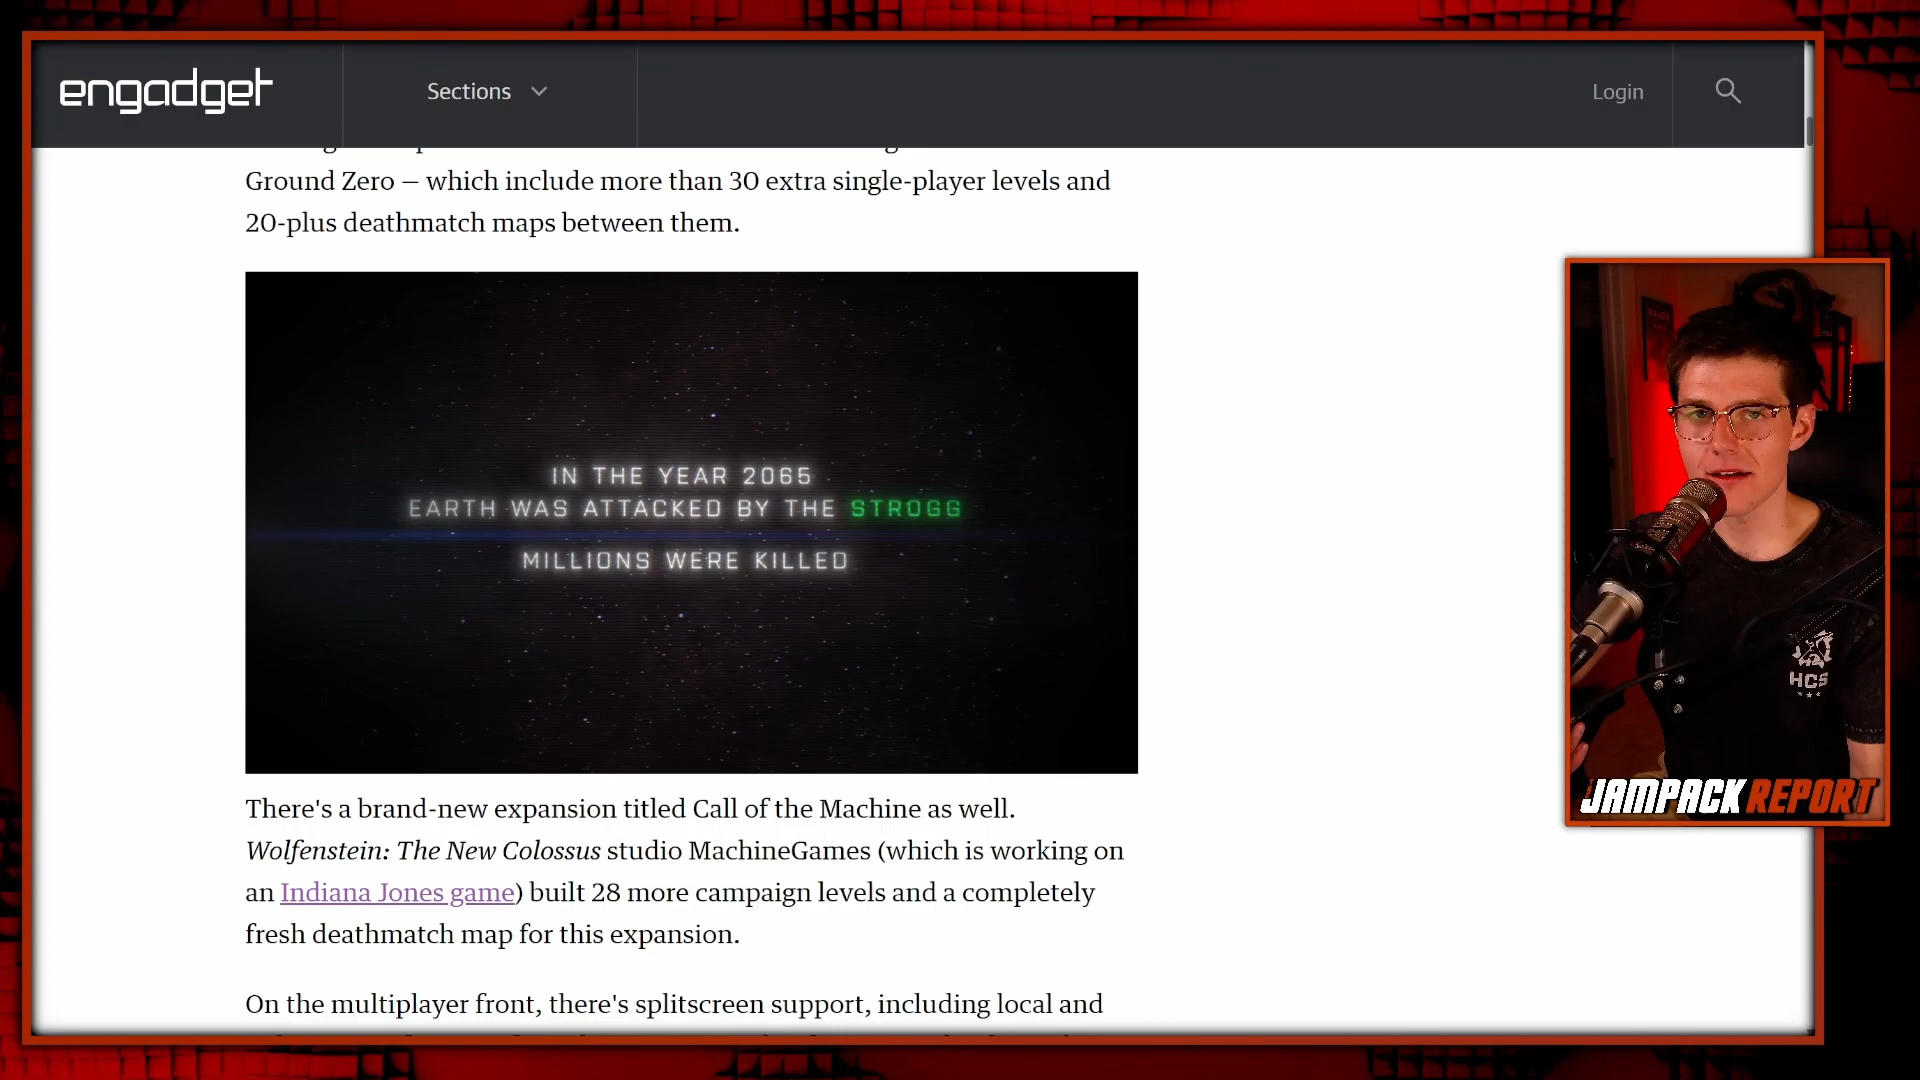 engadget
Sections
Login
Ground Zero — which include more than 30 extra single-player levels and
20-plus deathmatch maps between them.
IN THE YEAR 2065
EARTH WAS ATTACKED BY THE STROGG
MILLIONS WERE KILLED
There's a brand-new expansion titled Call of the Machine as well.
Wolfenstein: The New Colossus studio MachineGames (which is working on
an Indiana Jones game) built 28 more campaign levels and a completely
fresh deathmatch map for this expansion.
On the multiplayer front, there's splitscreen support, including local and
HCS
THE JAMPACK REPORT